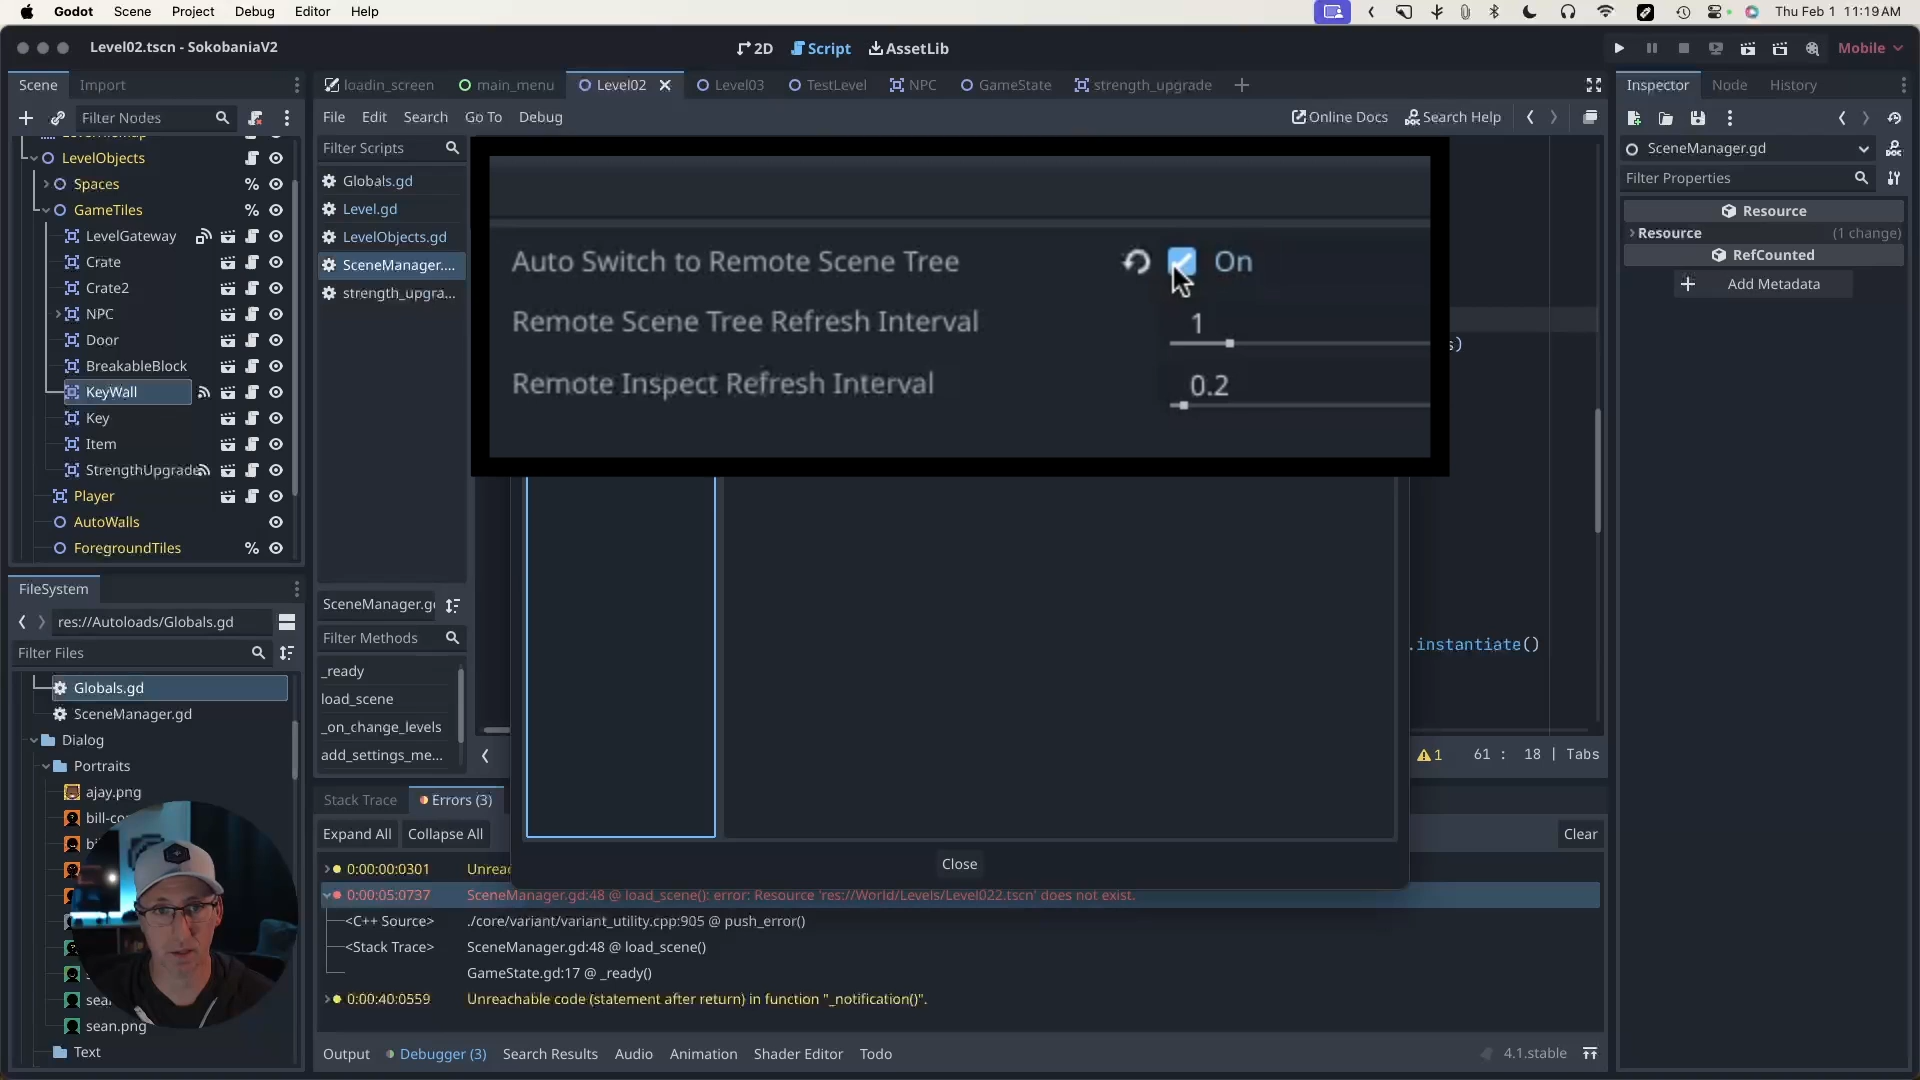 Godot Scene Project Debug Editor Help
Thu Feb 1 11:19 AM
Level02.tscn - SokobaniaV2
2D Script AssetLib
Mobile
Scene Import
loadin_screen main_menu Level02 Level03 TestLevel NPC GameState strength_upgrade
Inspector Node History
Filter Nodes
File Edit Search Go To Debug
Online Docs Search Help
LevelObjects
Spaces
GameTiles
LevelGateway
Crate
Crate2
NPC
Door
BreakableBlock
KeyWall
Key
Item
StrengthUpgrade
Player
AutoWalls
ForegroundTiles
Filter Scripts
Globals.gd
Level.gd
LevelObjects.gd
SceneManager....
strength_upgra...
Auto Switch to Remote Scene Tree On
Remote Scene Tree Refresh Interval 1
Remote Inspect Refresh Interval 0.2
s)
.instantiate()
SceneManager.gd
Filter Properties
Resource
Resource (1 change)
RefCounted
Add Metadata
FileSystem
res://Autoloads/Globals.gd
Filter Files
Globals.gd
SceneManager.gd
Dialog
Portraits
ajay.png
bill-co
bi
sea
sean.png
Text
SceneManager.g
Filter Methods
_ready
load_scene
_on_change_levels
add_settings_me...
1 61 : 18 | Tabs
Stack Trace Errors (3)
Expand All Collapse All Clear
Close
0:00:00:0301 Unreac
0:00:05:0737 SceneManager.gd:48 @ load_scene(): error: Resource 'res://World/Levels/Level022.tscn' does not exist.
<C++ Source> ./core/variant/variant_utility.cpp:905 @ push_error()
<Stack Trace> SceneManager.gd:48 @ load_scene()
GameState.gd:17 @ _ready()
0:00:40:0559 Unreachable code (statement after return) in function "_notification()".
Output Debugger (3) Search Results Audio Animation Shader Editor Todo
4.1.stable